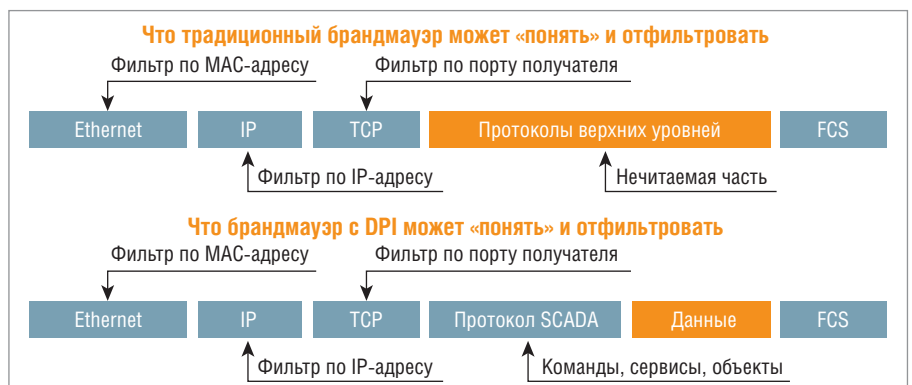 Что традиционный брандмауэр может «понять» и отфильтровать
Фильтр по MAC-адресу
Фильтр по порту получателя
Ethernet
IP
TCP
Протоколы верхних уровней
FCS
Фильтр по IP-адресу
Нечитаемая часть
Что брандмауэр с DPI может «понять» и отфильтровать
Фильтр по MAC-адресу
Фильтр по порту получателя
Ethernet
IP
TCP
Протокол SCADA
Данные
FCS
Фильтр по IP-адресу
Команды, сервисы, объекты